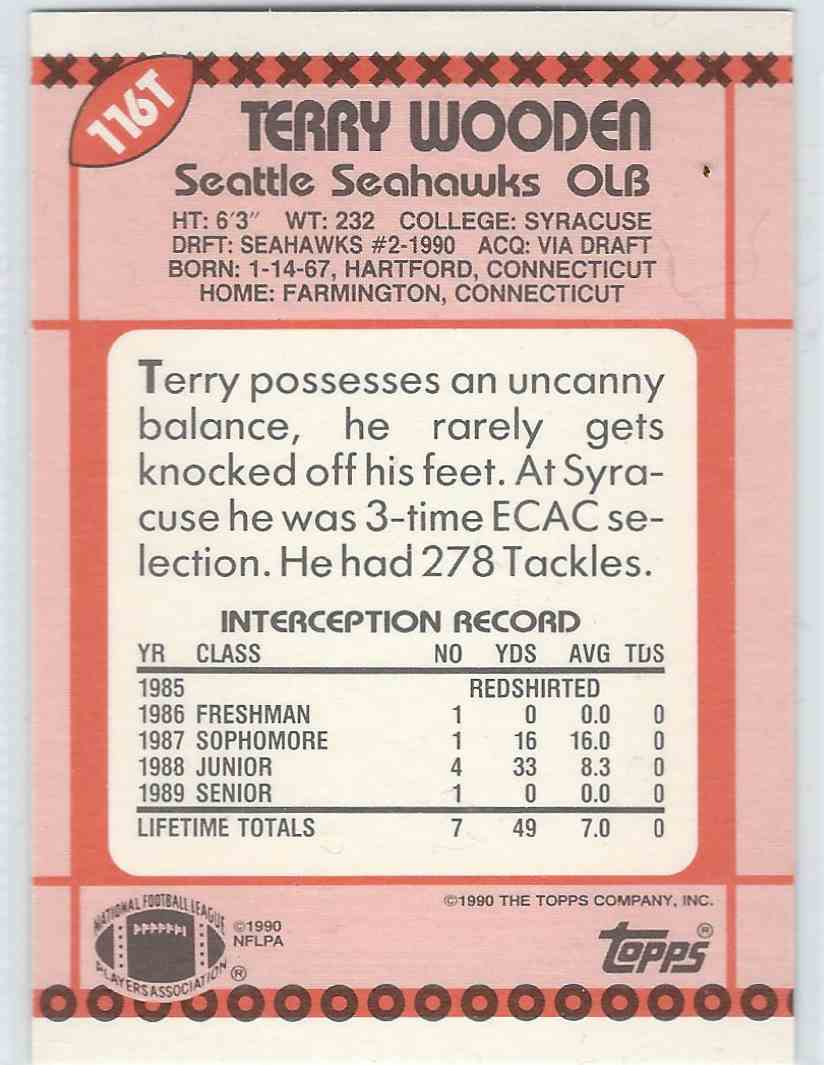 116T
TERRY WOODEN
Seattle Seahawks OLB
HT: 6'3" WT: 232 COLLEGE: SYRACUSE
DRFT: SEAHAWKS #2-1990 ACQ: VIA DRAFT
BORN: 1-14-67, HARTFORD, CONNECTICUT
HOME: FARMINGTON, CONNECTICUT
Terry possesses an uncanny
balance, he rarely gets
knocked off his feet. At Syra-
cuse he was 3-time ECAC se-
lection. He had 278 Tackles.
INTERCEPTION RECORD
YR CLASS NO YDS AVG TDS
1985 REDSHIRTED
1986 FRESHMAN 1 0 0.0 0
1987 SOPHOMORE 1 16 16.0 0
1988 JUNIOR 4 33 8.3 0
1989 SENIOR 1 0 0.0 0
LIFETIME TOTALS 7 49 7.0 0
©1990 THE TOPPS COMPANY, INC.
NATIONAL FOOTBALL LEAGUE
PLAYERS ASSOCIATION ®
©1990
NFLPA
topps®